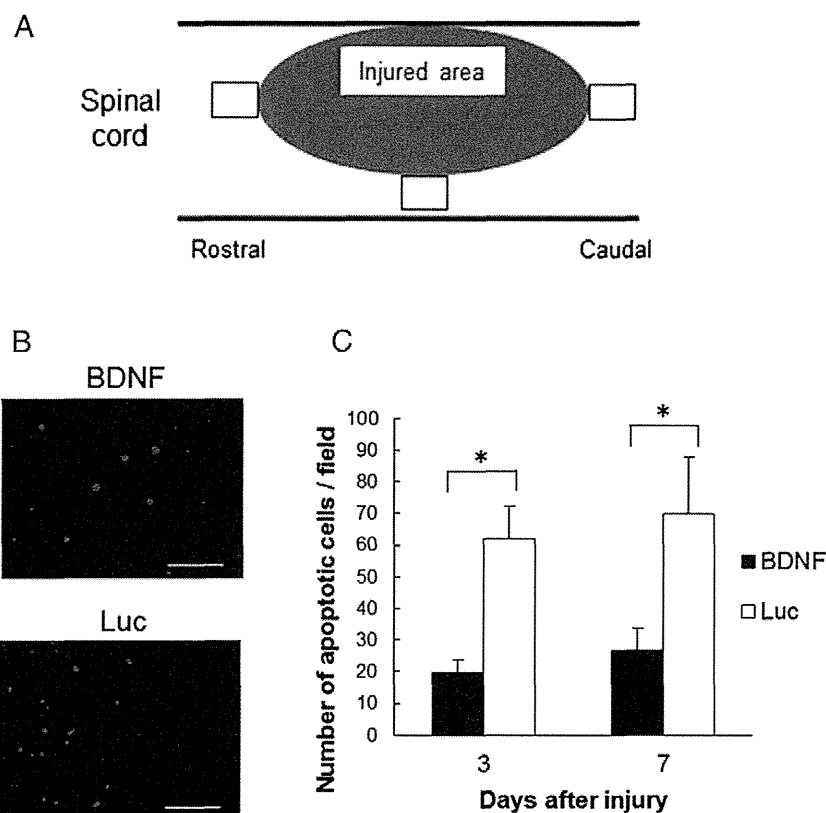 A
Injured area
Spinal
cord
Rostral
Caudal
B
BDNF
Luc
C
Number of apoptotic cells / field
100
90
80
70
60
50
40
30
20
10
0
*
*
3
7
Days after injury
BDNF
Luc